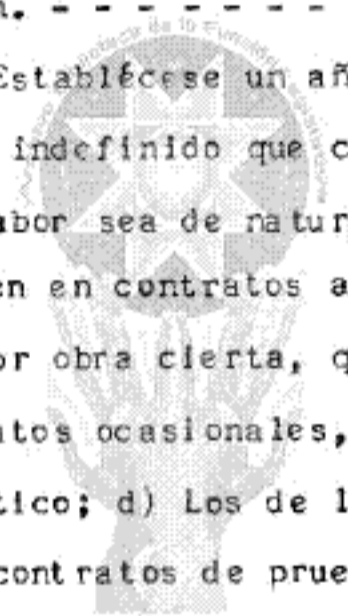 n. - - - - - - -
Establécese un añ
indefinido que c
abor sea de natur
en en contratos a
or obra cierta, q
atos ocasionales,
tico; d) Los de l
contratos de prue